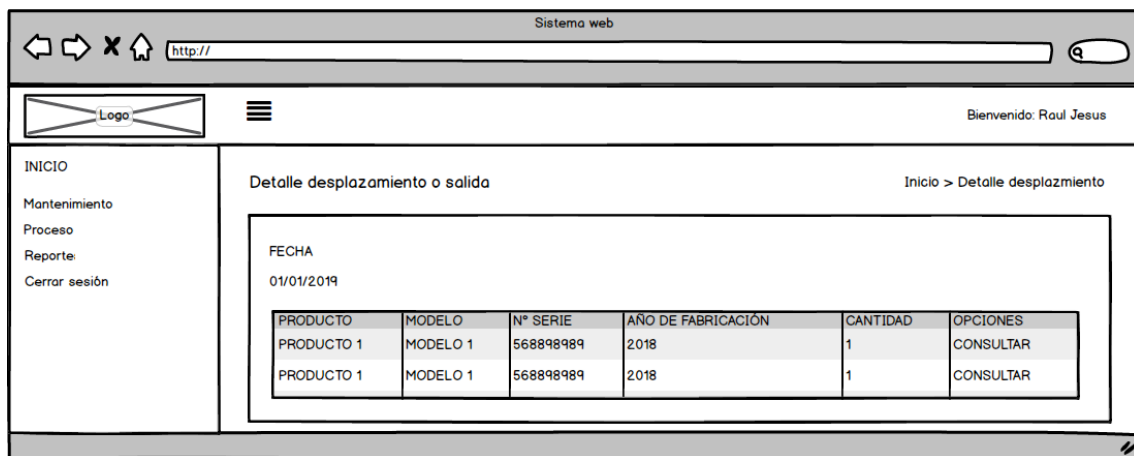 Sistema web
http://
Logo
Bienvenido: Raul Jesus
INICIO
Mantenimiento
Proceso
Reporte
Cerrar sesión
Detalle desplazamiento o salida
Inicio > Detalle desplazmiento
FECHA
01/01/2019
PRODUCTO MODELO N° SERIE AÑO DE FABRICACIÓN CANTIDAD OPCIONES
PRODUCTO 1 MODELO 1 568898989 2018 1 CONSULTAR
PRODUCTO 1 MODELO 1 568898989 2018 1 CONSULTAR